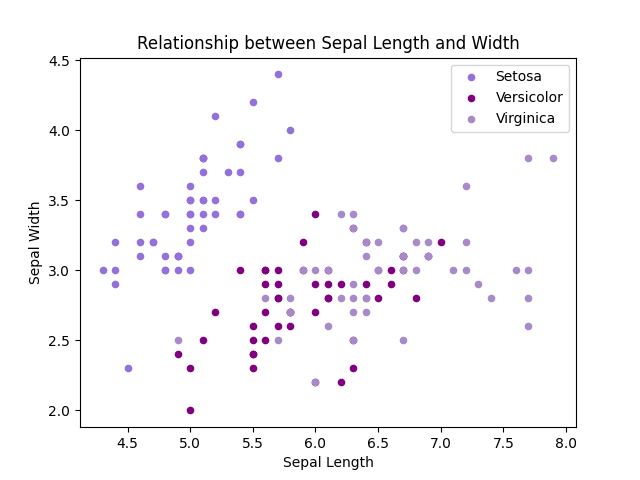 Relationship between Sepal Length and Width
Setosa
Versicolor
Virginica
Sepal Width
4.5
4.0
3.5
3.0
2.5
2.0
4.5 5.0 5.5 6.0 6.5 7.0 7.5 8.0
Sepal Length